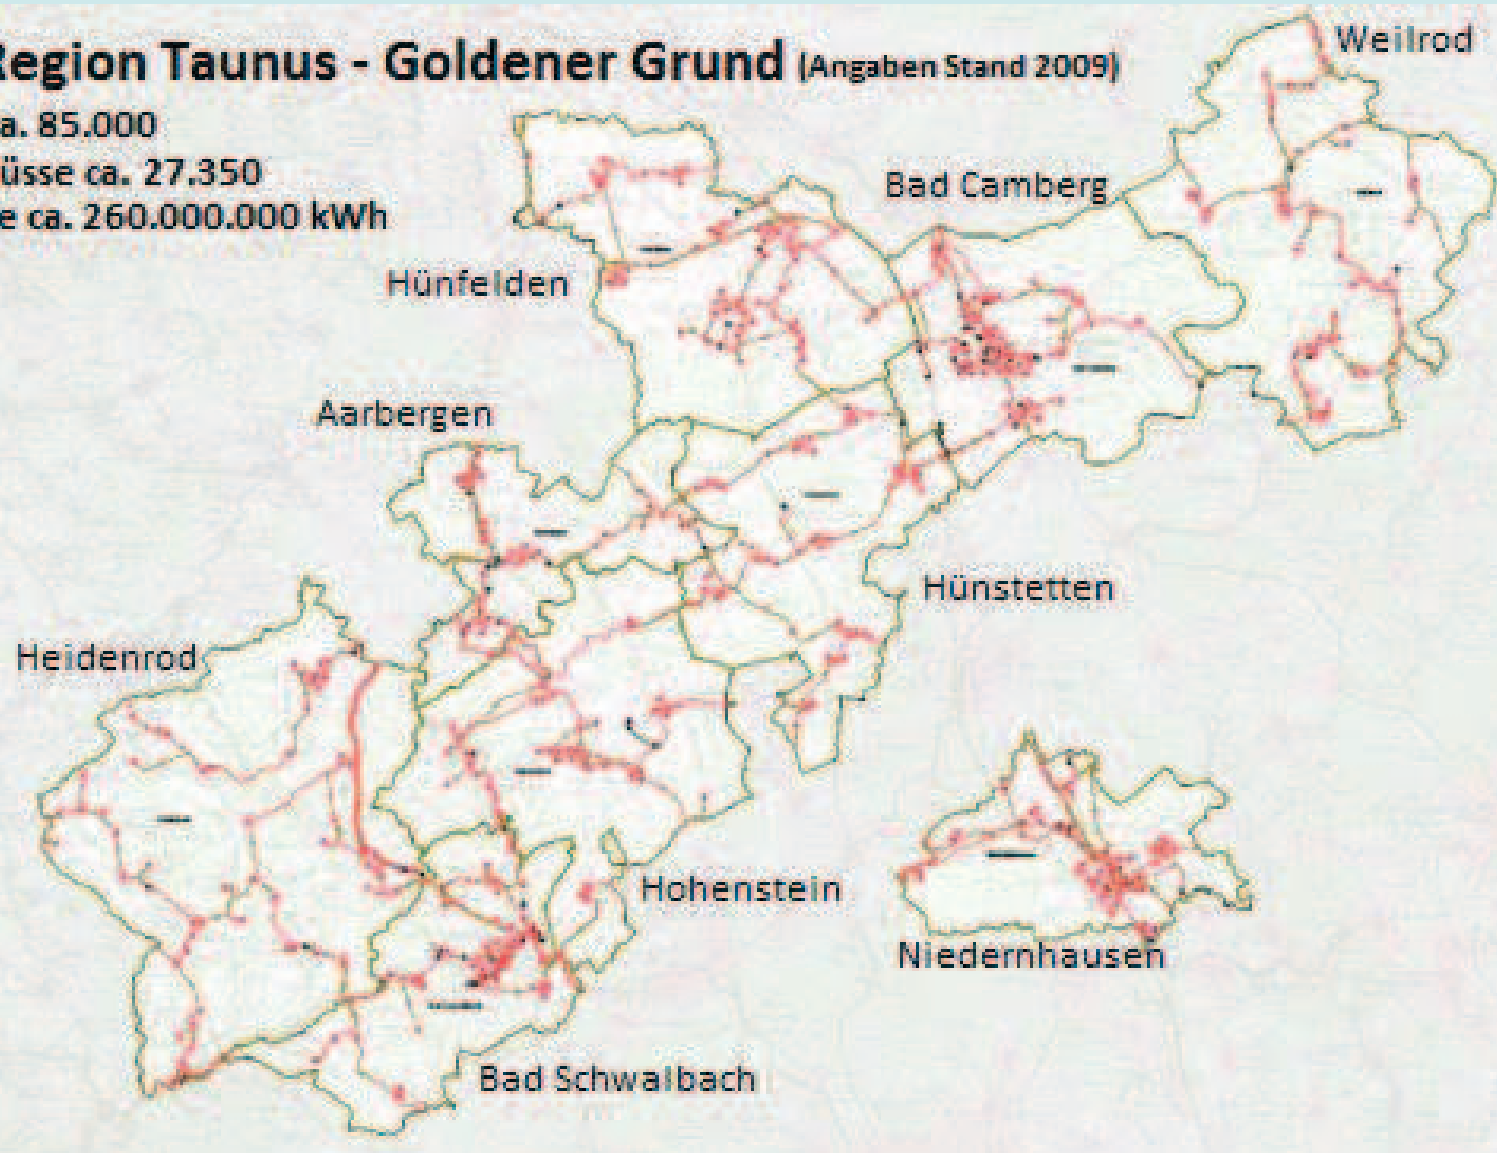 Region Taunus - Goldener Grund (Angaben Stand 2009)
a. 85.000
üsse ca. 27.350
e ca. 260.000.000 kWh
Weilrod
Bad Camberg
Hünfelden
Aarbergen
Hünstetten
Heidenrod
Hohenstein
Niedernhausen
Bad Schwalbach